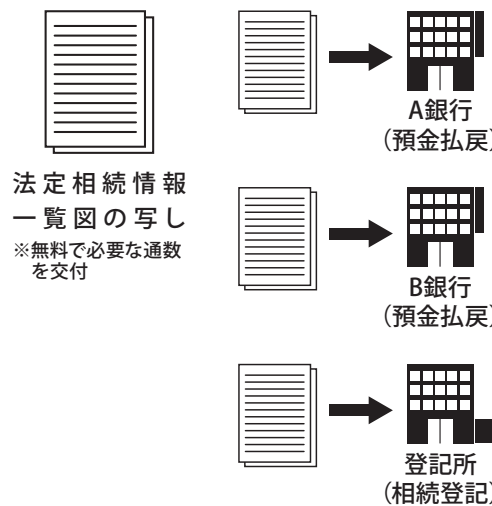 法定相続情報
一覧図の写し
※無料で必要な通数
を交付
A銀行
(預金払戻)
B銀行
(預金払戻)
登記所
(相続登記)